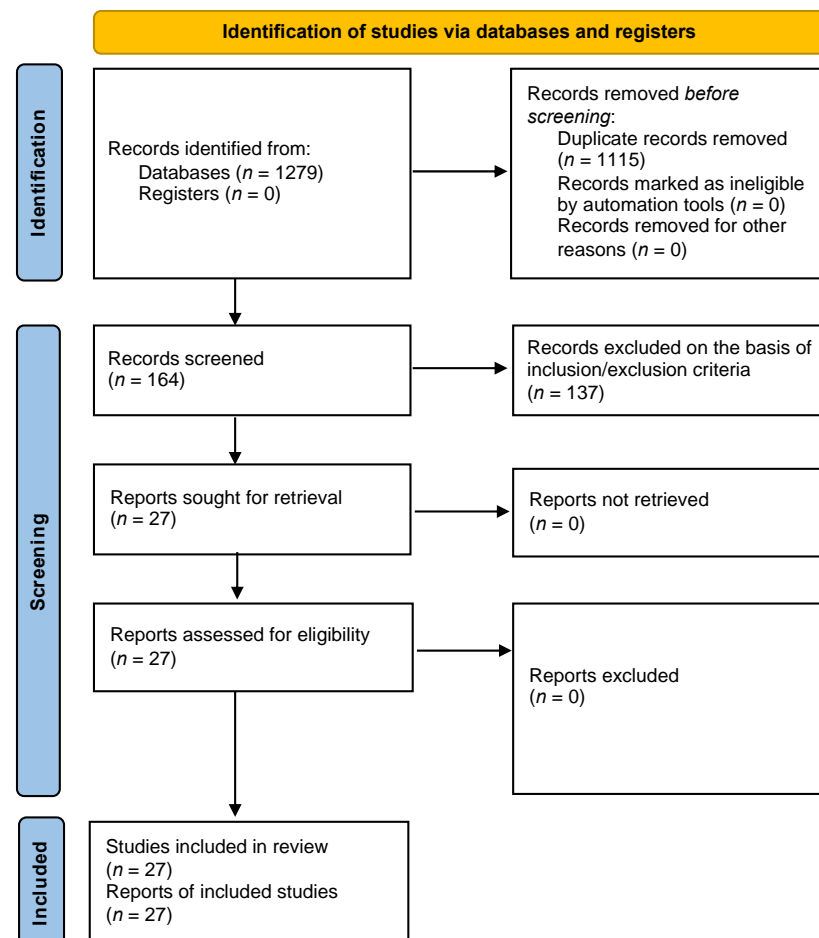 Identification of studies via databases and registers
Identification
Records identified from:
Databases (n = 1279)
Registers (n = 0)
Records removed before
screening:
Duplicate records removed
(n = 1115)
Records marked as ineligible
by automation tools (n = 0)
Records removed for other
reasons (n = 0)
Screening
Records screened
(n = 164)
Records excluded on the basis of
inclusion/exclusion criteria
(n = 137)
Reports sought for retrieval
(n = 27)
Reports not retrieved
(n = 0)
Reports assessed for eligibility
(n = 27)
Reports excluded
(n = 0)
Included
Studies included in review
(n = 27)
Reports of included studies
(n = 27)